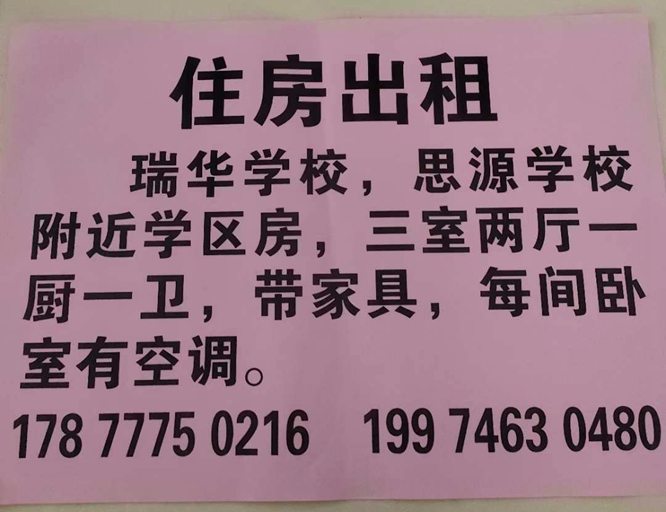 住房出租
瑞华学校，思源学校
附近学区房，三室两厅一
厨一卫，带家具，每间卧
室有空调。
178 7775 0216 199 7463 0480